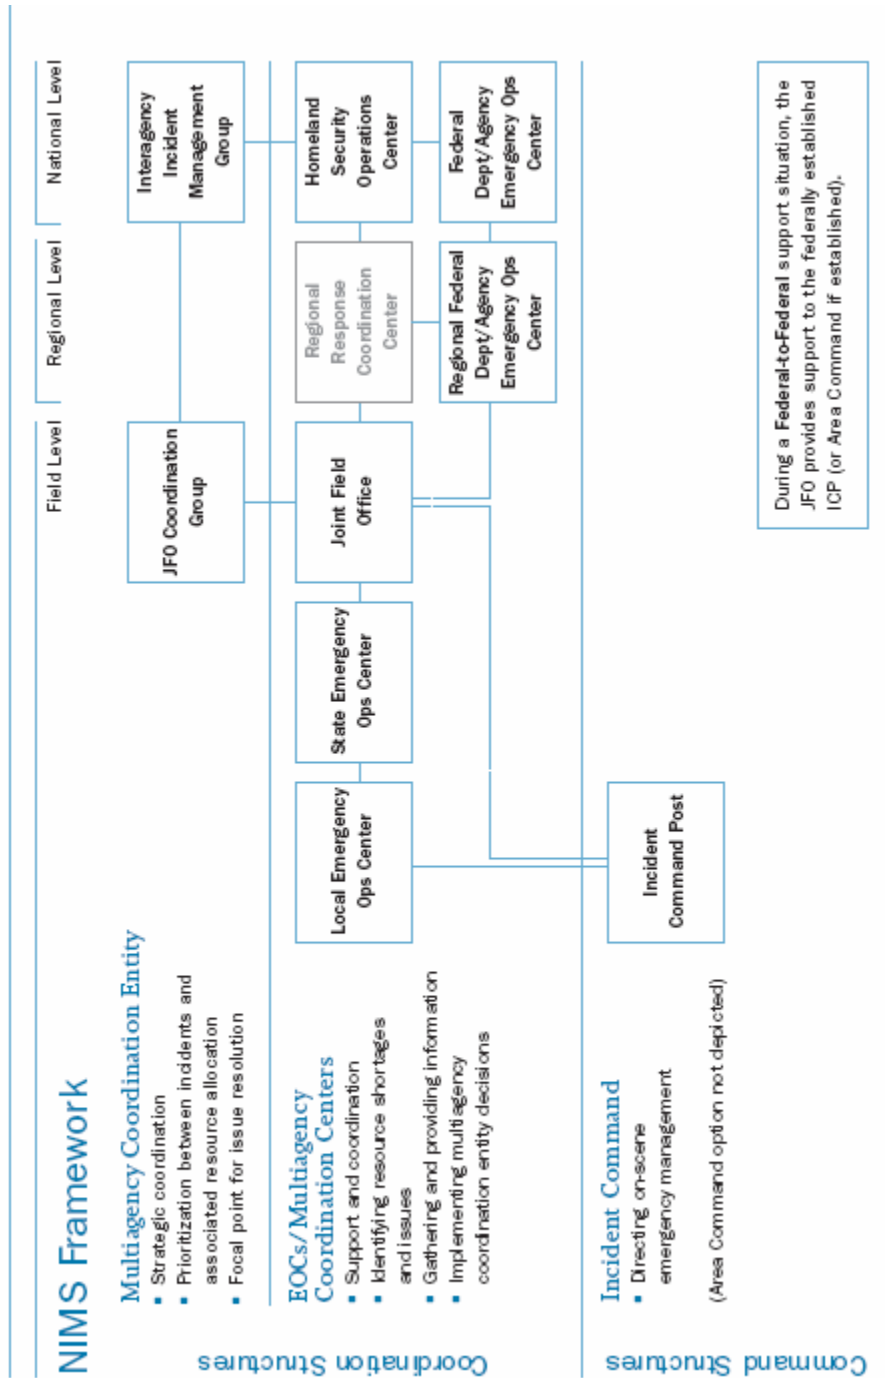 NIMS Framework
Field Level
Regional Level
National Level
Coordination Structures
Multiagency Coordination Entity
▪ Strategic coordination
▪ Prioritization between incidents and
associated resource allocation
▪ Focal point for issue resolution
JFO Coordination
Group
Interagency
Incident
Management
Group
EOCs/Multiagency
Coordination Centers
▪ Support and coordination
▪ Identifying resource shortages
and issues
▪ Gathering and providing information
▪ Implementing multiagency
coordination entity decisions
Local Emergency
Ops Center
State Emergency
Ops Center
Joint Field
Office
Regional
Response
Coordination
Center
Homeland
Security
Operations
Center
Regional Federal
Dept/Agency
Emergency Ops
Center
Federal
Dept/Agency
Emergency Ops
Center
Command Structures
Incident Command
▪ Directing on-scene
emergency management
(Area Command option not depicted)
Incident
Command Post
During a Federal-to-Federal support situation, the
JFO provides support to the federally established
ICP (or Area Command if established).